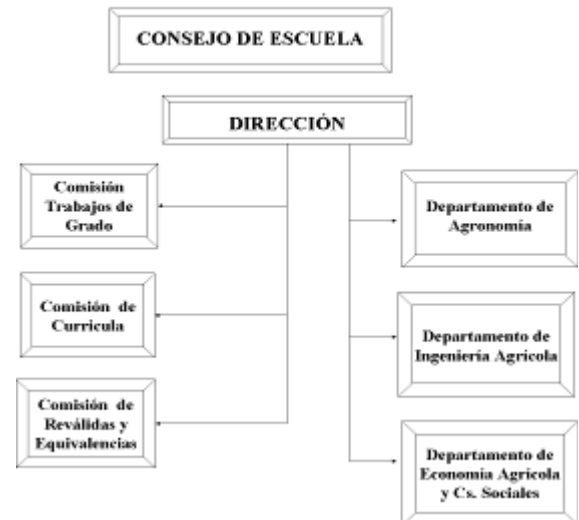 CONSEJO DE ESCUELA
DIRECCIÓN
Comisión
Trabajos de
Grado
Comisión de
Curricula
Comisión de
Reválidas y
Equivalencias
Departamento de
Agronomía
Departamento de
Ingeniería Agrícola
Departamento de
Economía Agrícola
y Cs. Sociales